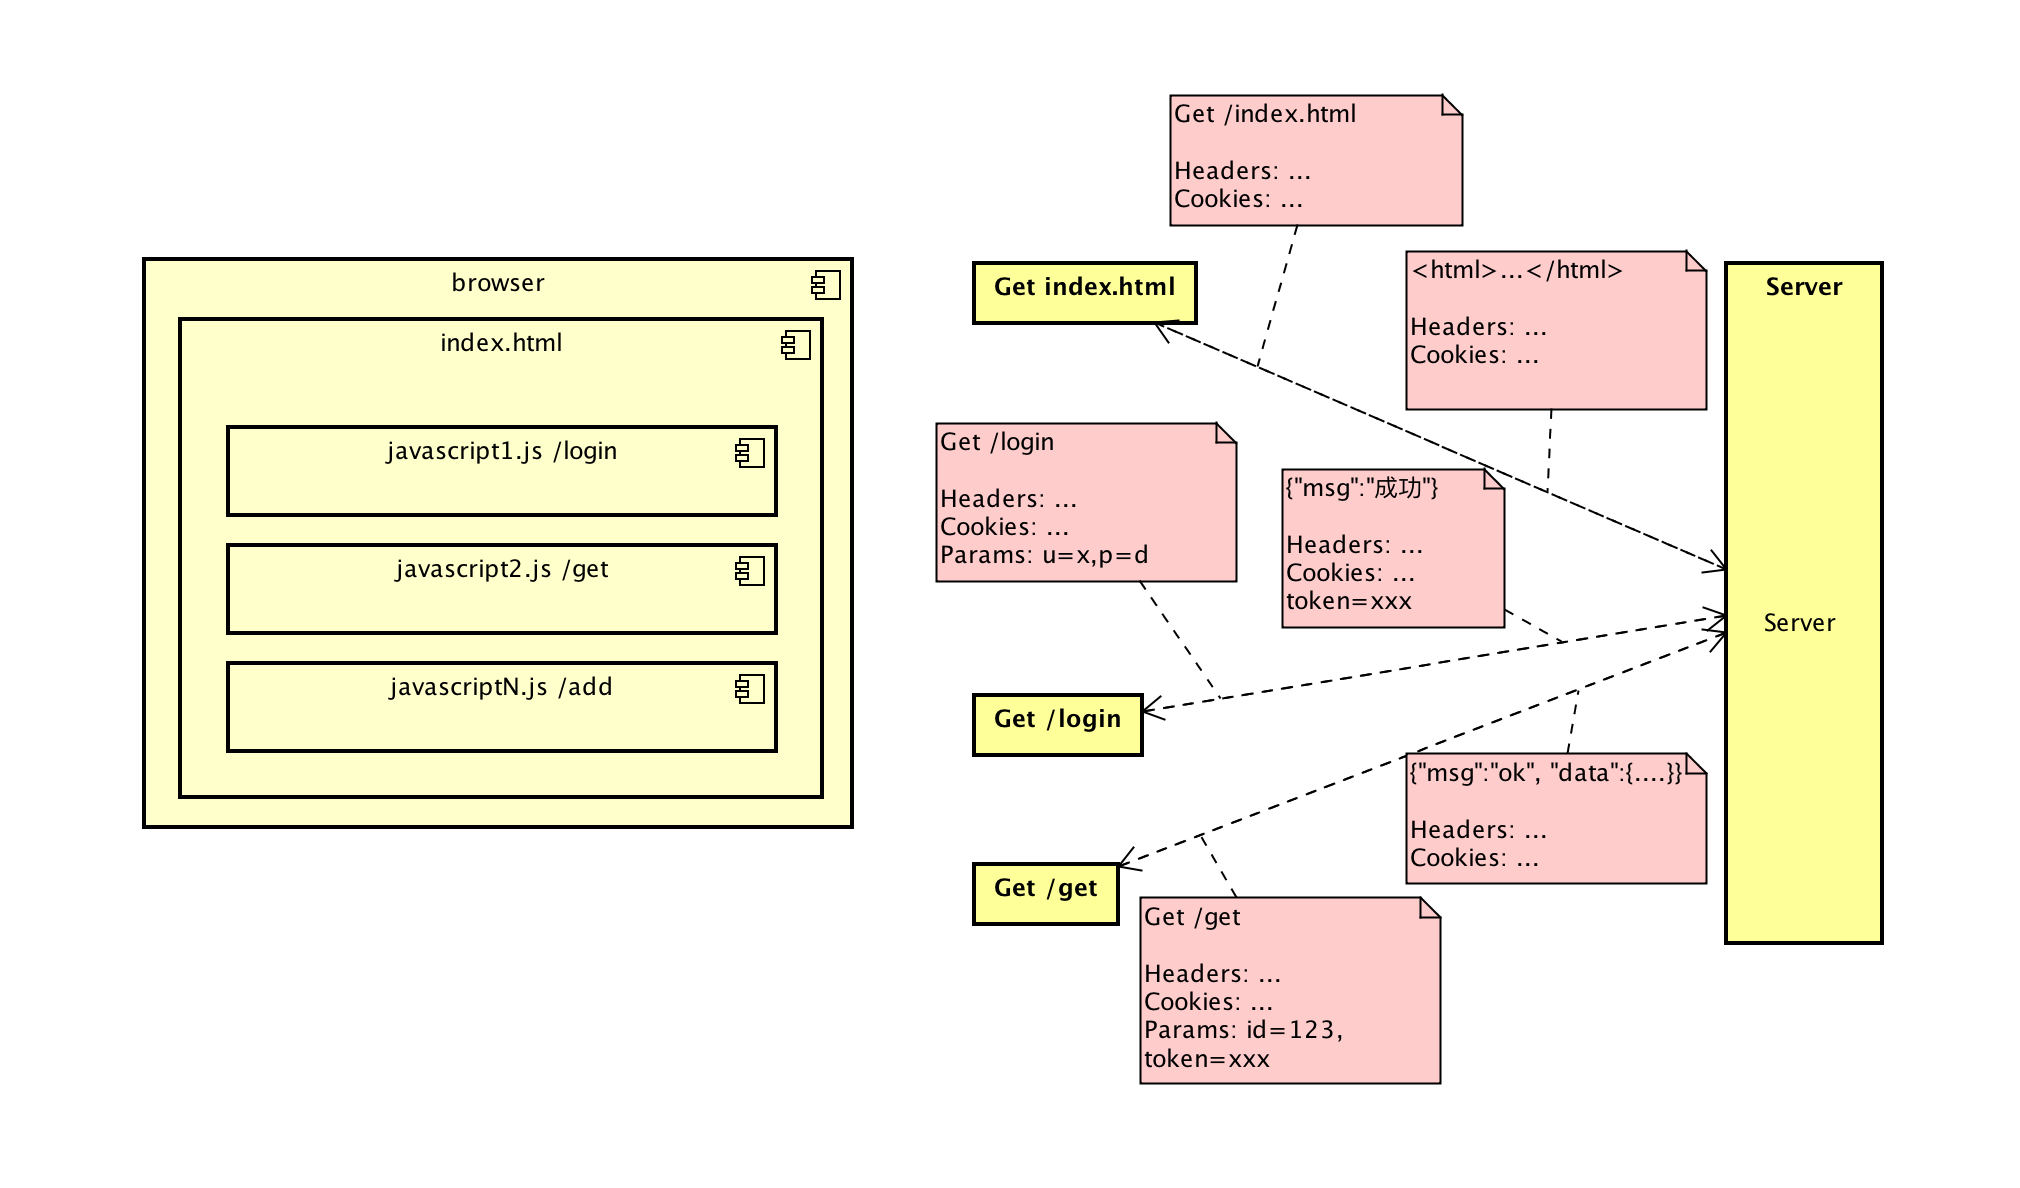 browser
index.html
javascript1.js /login
javascript2.js /get
javascriptN.js /add
Get /index.html
Headers: ...
Cookies: ...
Get index.html
<html>...</html>
Headers: ...
Cookies: ...
Server
Server
Get /login
Headers: ...
Cookies: ...
Params: u=x,p=d
{"msg":"成功"}
Headers: ...
Cookies: ...
token=xxx
Get /login
{"msg":"ok", "data":{....}}
Headers: ...
Cookies: ...
Get /get
Get /get
Headers: ...
Cookies: ...
Params: id=123,
token=xxx